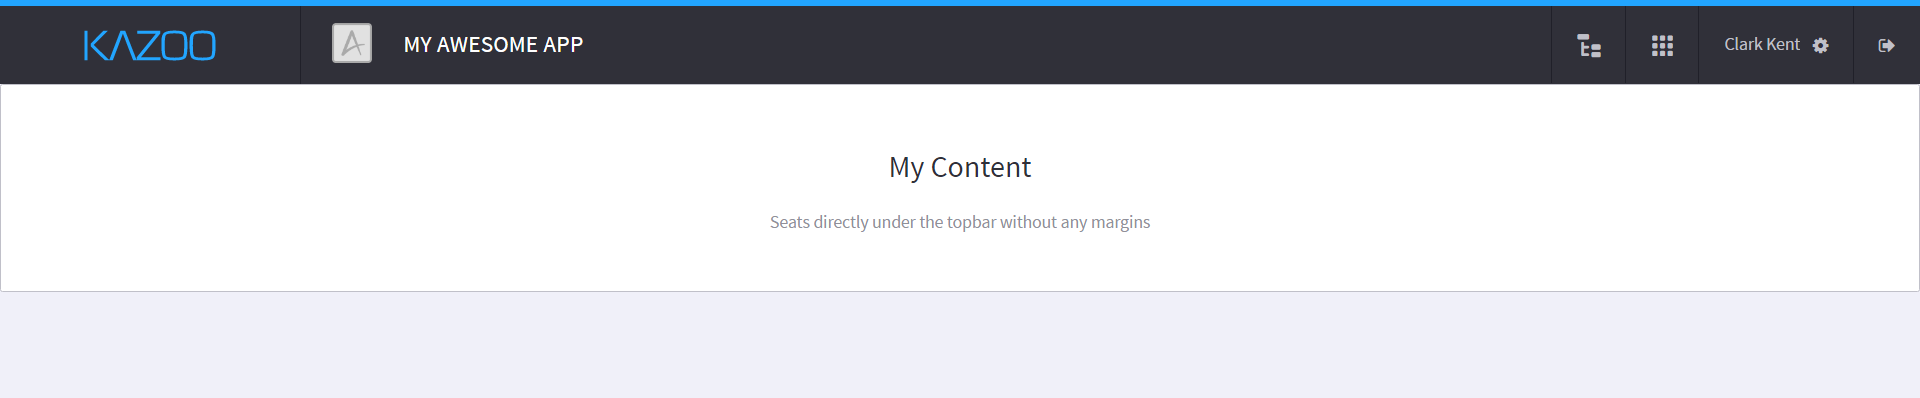 KAZOO
MY AWESOME APP
Clark Kent
My Content
Seats directly under the topbar without any margins